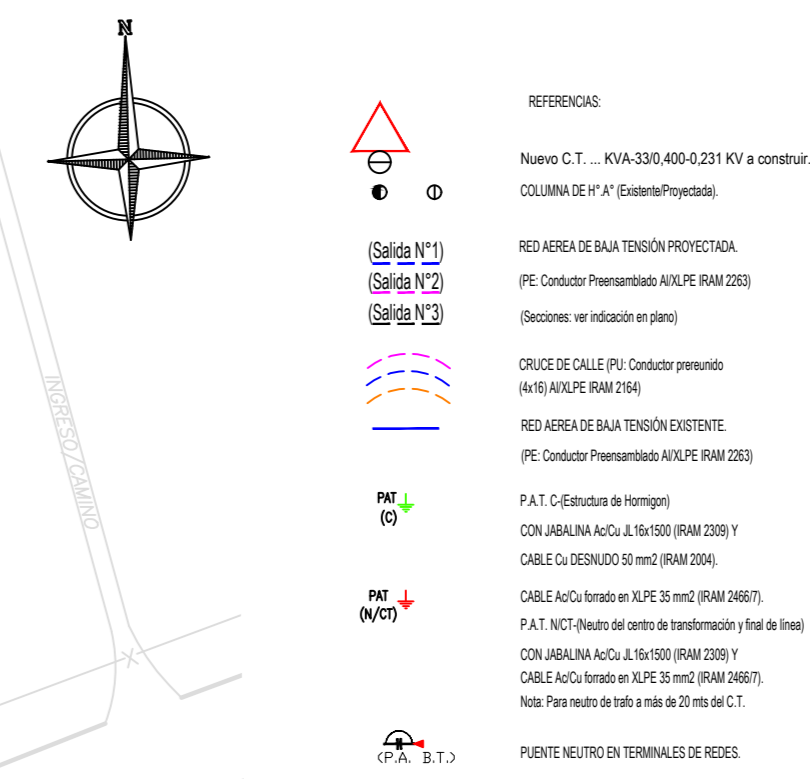 N
REFERENCIAS:
Nuevo C.T. ... KVA-33/0,400-0,231 KV a construir.
COLUMNA DE H°.A° (Existente/Proyectada).
(Salida N°1)
RED AEREA DE BAJA TENSIÓN PROYECTADA.
(Salida N°2)
(PE: Conductor Preensamblado Al/XLPE IRAM 2263)
(Salida N°3)
(Secciones: ver indicación en plano)
CRUCE DE CALLE (PU: Conductor prereunido
(4x16) Al/XLPE IRAM 2164)
INGRESO/CAMINO
RED AEREA DE BAJA TENSIÓN EXISTENTE.
(PE: Conductor Preensamblado Al/XLPE IRAM 2263)
PAT
(C)
P.A.T. C-(Estructura de Hormigon)
CON JABALINA Ac/Cu JL16x1500 (IRAM 2309) Y
CABLE Cu DESNUDO 50 mm2 (IRAM 2004).
PAT
(N/CT)
CABLE Ac/Cu forrado en XLPE 35 mm2 (IRAM 2466/7).
P.A.T. N/CT-(Neutro del centro de transformación y final de línea)
CON JABALINA Ac/Cu JL16x1500 (IRAM 2309) Y
CABLE Ac/Cu forrado en XLPE 35 mm2 (IRAM 2466/7).
Nota: Para neutro de trafo a más de 20 mts del C.T.
N
(P.A. B.T.)
PUENTE NEUTRO EN TERMINALES DE REDES.